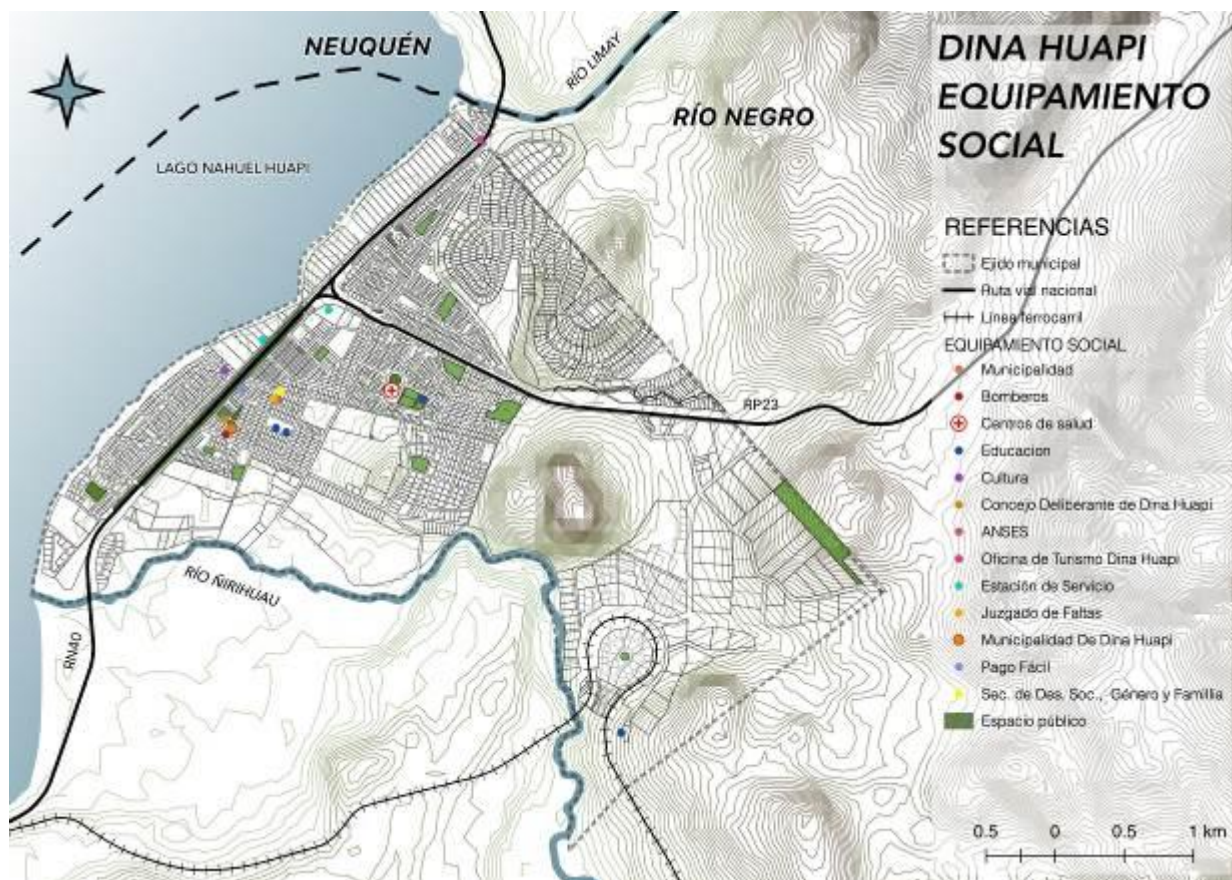 NEUQUÉN
RÍO LIMAY
RÍO NEGRO
LAGO NAHUEL HUAPI
RP23
RÍO ÑIRIHUAU
RN40
DINA HUAPI
EQUIPAMIENTO
SOCIAL
REFERENCIAS
Ejido municipal
Ruta vial nacional
Línea ferrocarril
EQUIPAMIENTO SOCIAL
Municipalidad
Bomberos
Centros de salud
Educacion
Cultura
Concejo Deliberante de Dina Huapi
ANSES
Oficina de Turismo Dina Huapi
Estación de Servicio
Juzgado de Faltas
Municipalidad De Dina Huapi
Pago Fácil
Sec. de Des. Soc., Género y Famillia
Espacio público
0.5 0 0.5 1 km